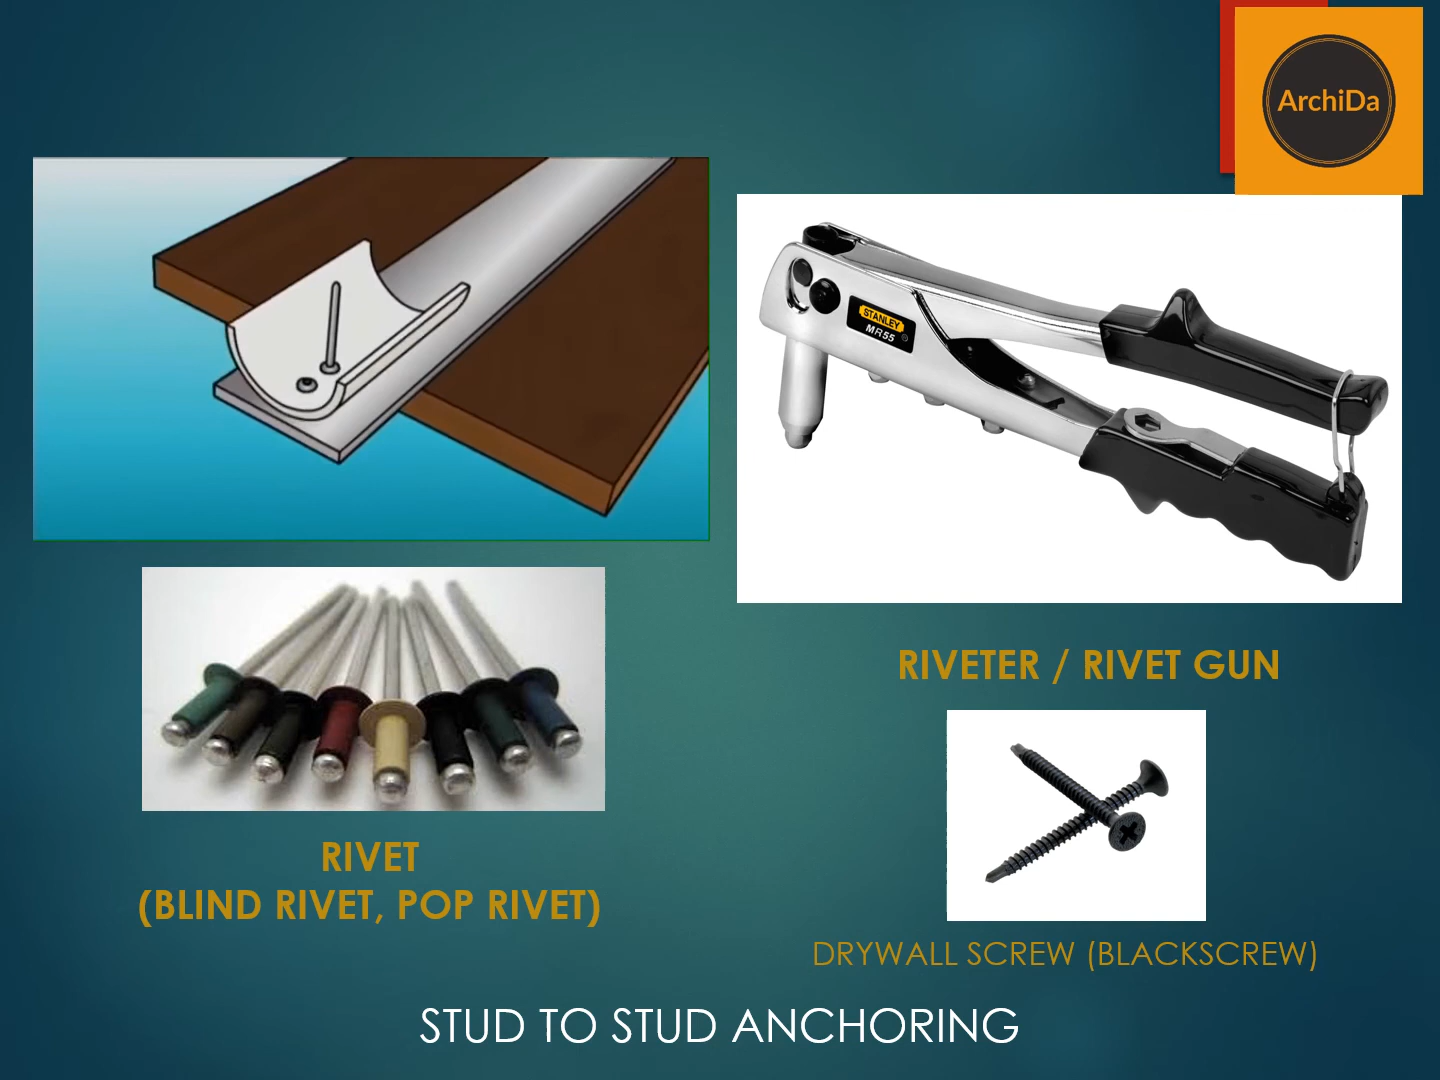 ArchiDa
STANLEY
MR55
RIVETER / RIVET GUN
RIVET
(BLIND RIVET, POP RIVET)
DRYWALL SCREW (BLACKSCREW)
STUD TO STUD ANCHORING